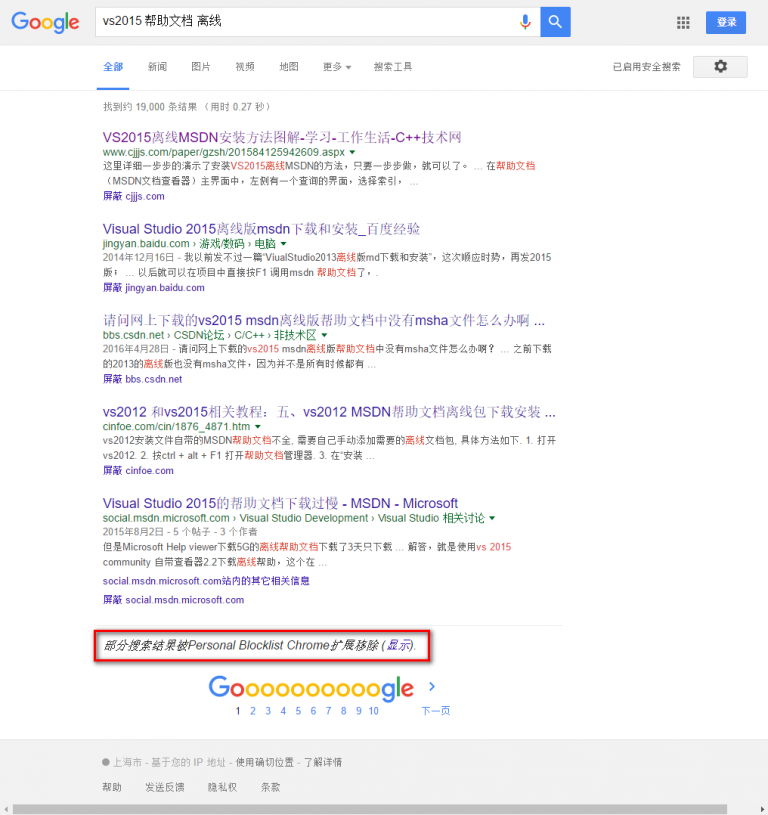 Google
vs2015 帮助文档 离线
登录
全部 新闻 图片 视频 地图 更多 搜索工具
已启用安全搜索
找到约 19,000 条结果 （用时 0.27 秒）
VS2015离线MSDN安装方法图解-学习-工作生活-C++技术网
www.cjjjs.com/paper/gzsh/201584125942609.aspx
这里详细一步步的演示了安装VS2015离线MSDN的方法，只要一步步做，就可以了。 ... 在帮助文档
（MSDN文档查看器）主界面中，左侧有一个查询的界面，选择索引， ...
屏蔽 cjjjs.com
Visual Studio 2015离线版msdn下载和安装_百度经验
jingyan.baidu.com › 游戏/数码 › 电脑
2014年12月16日 - 我以前发不过一篇“ViualStudio2013离线版md下载和安装”，这次顺应时势，再发2015
版； ... 以后就可以在项目中直接按F1 调用msdn 帮助文档了，.
屏蔽 jingyan.baidu.com
请问网上下载的vs2015 msdn离线版帮助文档中没有msha文件怎么办啊 ...
bbs.csdn.net › CSDN论坛 › C/C++ › 非技术区
2016年4月28日 - 请问网上下载的vs2015 msdn离线版帮助文档中没有msha文件怎么办啊？ ... 之前下载
的2013的离线版也没有msha文件，因为并不是所有时候都有 ...
屏蔽 bbs.csdn.net
vs2012 和vs2015相关教程：五、vs2012 MSDN帮助文档离线包下载安装 ...
cinfoe.com/cin/1876_4871.htm
vs2012安装文件自带的MSDN帮助文档不全, 需要自己手动添加需要的离线文档包, 具体方法如下. 1. 打开
vs2012. 2. 按ctrl + alt + F1 打开帮助文档管理器. 3. 在“安装 ...
屏蔽 cinfoe.com
Visual Studio 2015的帮助文档下载过慢 - MSDN - Microsoft
social.msdn.microsoft.com › Visual Studio Development › Visual Studio 相关讨论
2015年8月2日 - 5 个帖子 - 3 个作者
但是Microsoft Help viewer下载5G的离线帮助文档下载了3天只下载 ... 解答，就是使用vs 2015
community 自带查看器2.2下载离线帮助，这个在 ...
social.msdn.microsoft.com站内的其它相关信息
屏蔽 social.msdn.microsoft.com
部分搜索结果被Personal Blocklist Chrome扩展移除 (显示).
Goooooooooogle
1 2 3 4 5 6 7 8 9 10 下一页
上海市 - 基于您的 IP 地址 - 使用确切位置 - 了解详情
帮助 发送反馈 隐私权 条款